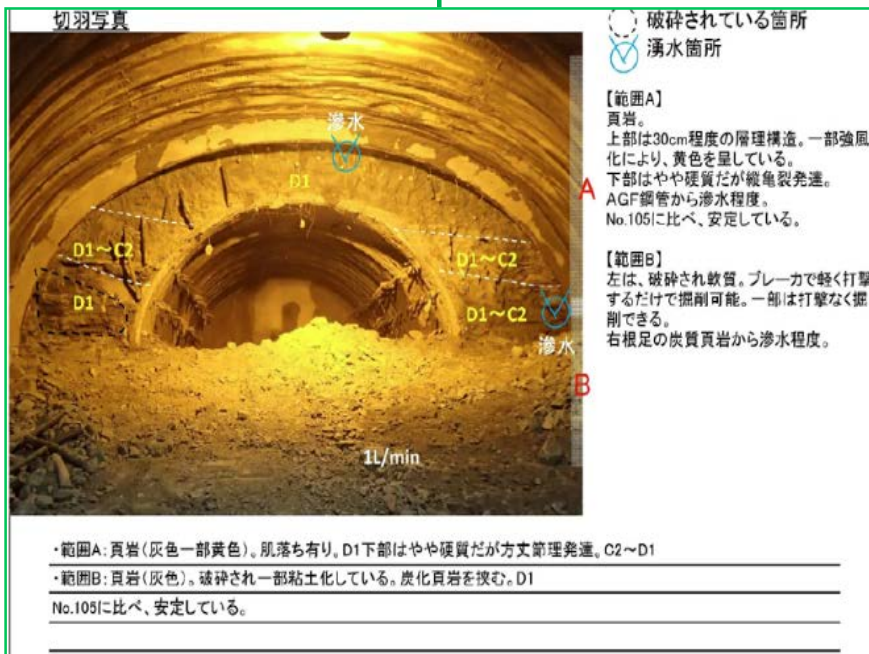 切羽写真
破砕されている箇所
湧水箇所
滲水
D1
D1～C2
D1～C2
D1
D1～C2
滲水
1L/min
A
B
【範囲A】
頁岩。
上部は30cm程度の層理構造。一部強風
化により、黄色を呈している。
下部はやや硬質だが縦亀裂発達。
AGF鋼管から滲水程度。
No.105に比べ、安定している。
【範囲B】
左は、破砕され軟質。ブレーカで軽く打撃
するだけで掘削可能。一部は打撃なく掘
削できる。
右根足の炭質頁岩から滲水程度。
・範囲A:頁岩(灰色一部黄色)。肌落ち有り。D1下部はやや硬質だが方丈節理発達。C2～D1
・範囲B:頁岩(灰色)。破砕され一部粘土化している。炭化頁岩を挟む。D1
No.105に比べ、安定している。